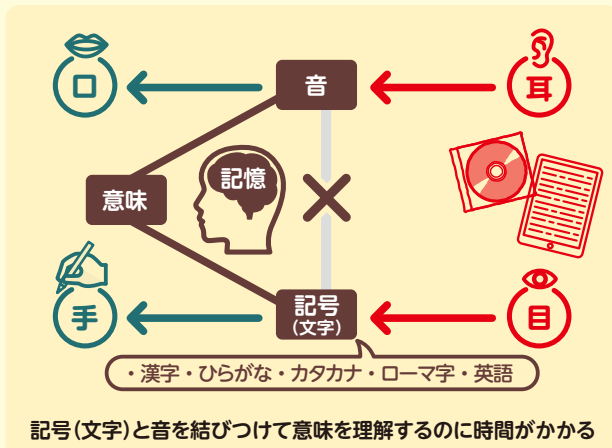 口
音
耳
記憶
意味
手
記号
(文字)
目
・漢字・ひらがな・カタカナ・ローマ字・英語
記号(文字)と音を結びつけて意味を理解するのに時間がかかる